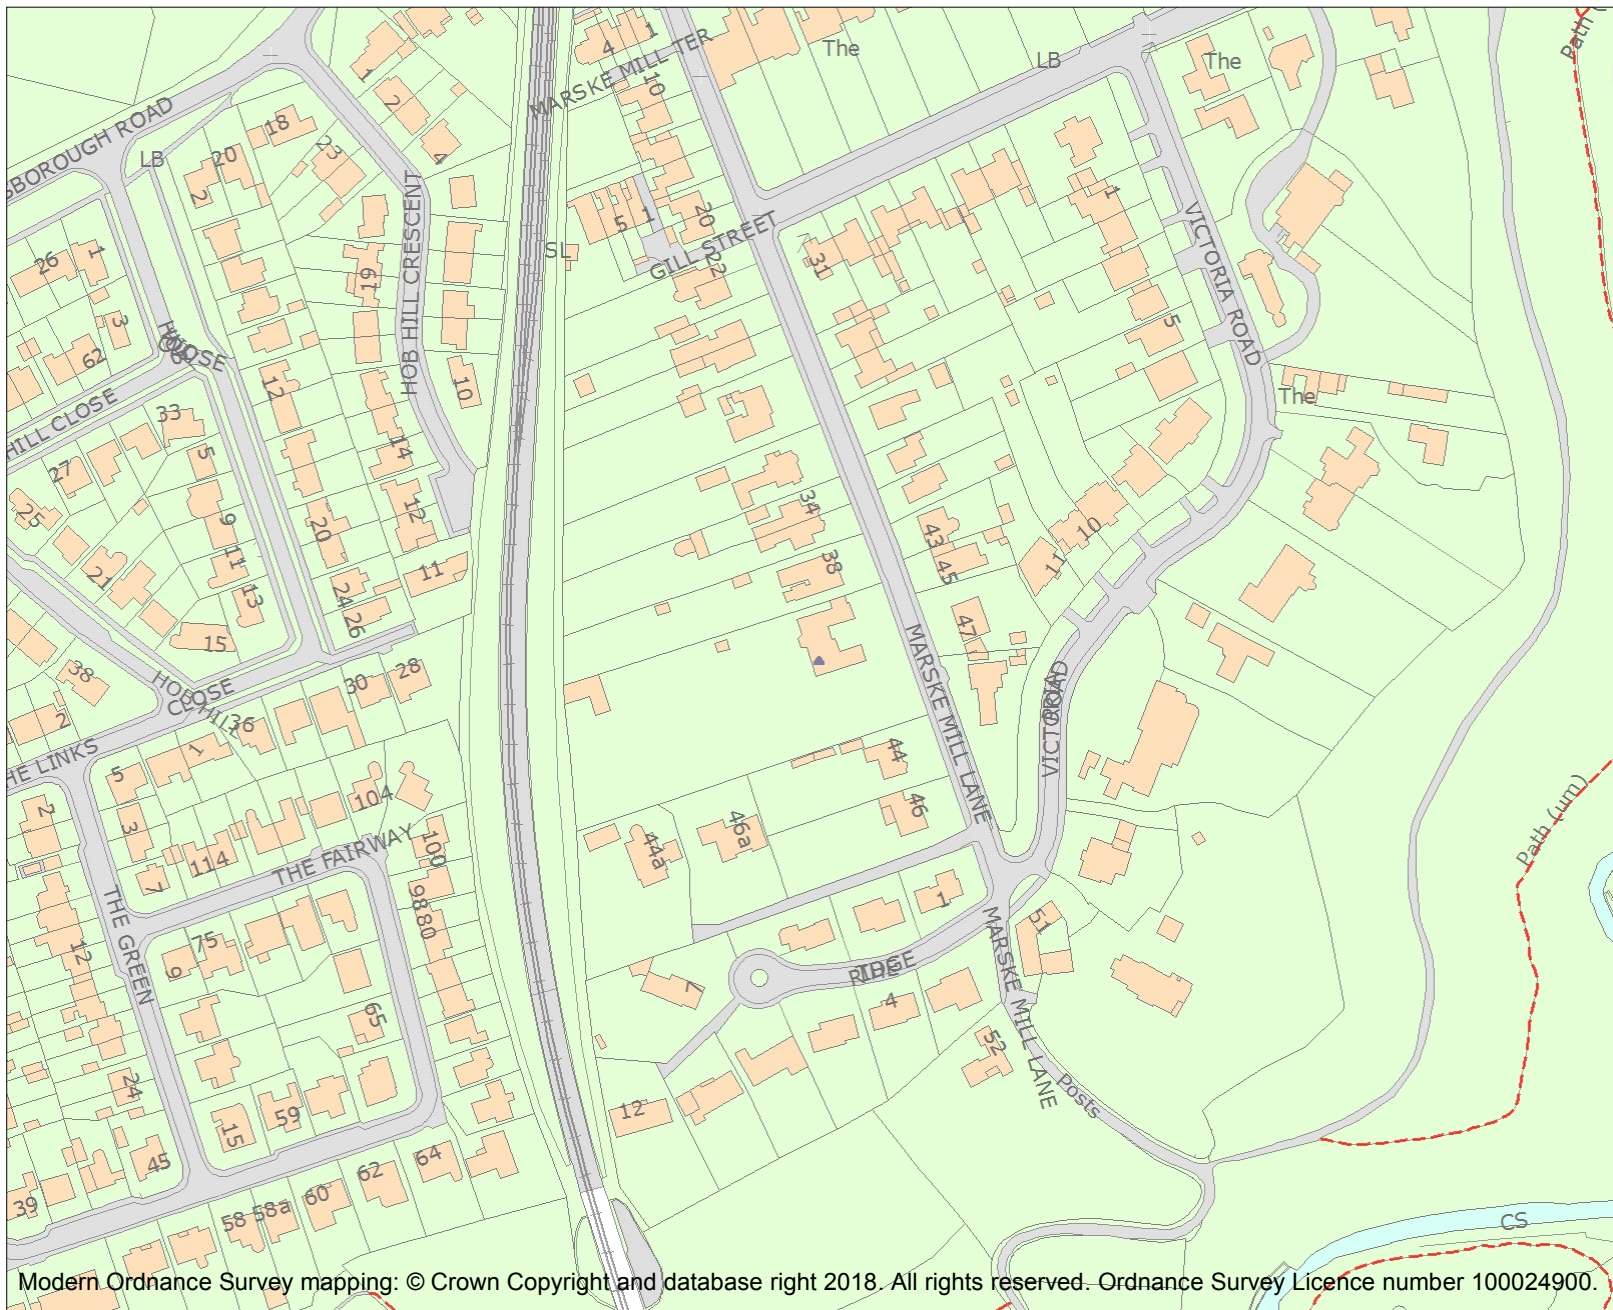 The
LB
The
Path
4
1
MARSKE MILL TER
10
1
2
4
18
23
20
2
SBOROUGH ROAD
LB
HOB HILL CRESCENT
19
10
5
1
20
SL
GILL STREET
22
31
1
VICTORIA ROAD
5
26
1
3
62
CLOSE
HILL CLOSE
33
5
27
25
9
11
13
21
15
12
14
12
20
24
26
11
The
34
38
43
45
47
10
11
MARSKE MILL LANE
VICTORIA
ROAD
38
2
HOB HILL
CLOSE
36
30
28
HE LINKS
1
5
3
2
104
114
100
THE FAIRWAY
7
98
80
THE GREEN
12
75
9
65
24
15
59
45
39
58
58a
60
62
64
44
46
46a
44a
1
51
MARSKE MILL LANE
THE
RIDGE
7
4
52
12
Posts
Path (um)
CS
Modern Ordnance Survey mapping: © Crown Copyright and database right 2018. All rights reserved. Ordnance Survey Licence number 100024900.